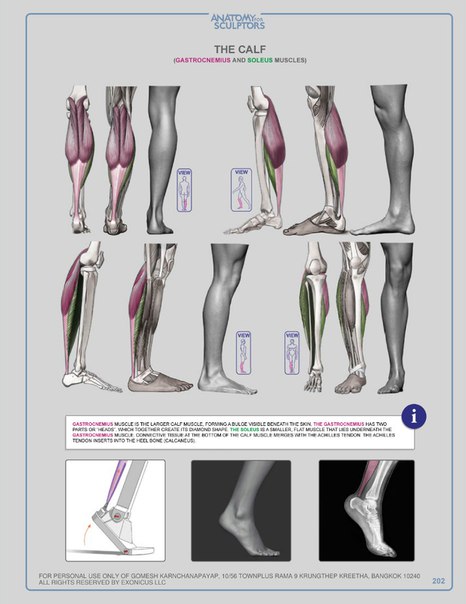 ANATOMY FOR
SCULPTORS
THE CALF
(GASTROCNEMIUS AND SOLEUS MUSCLES)
VIEW
VIEW
VIEW
VIEW
i
GASTROCNEMIUS MUSCLE IS THE LARGER CALF MUSCLE, FORMING A BULGE VISIBLE BENEATH THE SKIN. THE GASTROCNEMIUS HAS TWO
PARTS OR "HEADS", WHICH TOGETHER CREATE ITS DIAMOND SHAPE. THE SOLEUS IS A SMALLER, FLAT MUSCLE THAT LIES UNDERNEATH THE
GASTROCNEMIUS MUSCLE. CONNECTIVE TISSUE AT THE BOTTOM OF THE CALF MUSCLE MERGES WITH THE ACHILLES TENDON. THE ACHILLES
TENDON INSERTS INTO THE HEEL BONE (CALCANEUS).
FOR PERSONAL USE ONLY OF GOMESH KARNCHANAPAYAP, 10/56 TOWNPLUS RAMA 9 KRUNGTHEP KREETHA, BANGKOK 10240
ALL RIGHTS RESERVED BY EXONICUS LLC
202